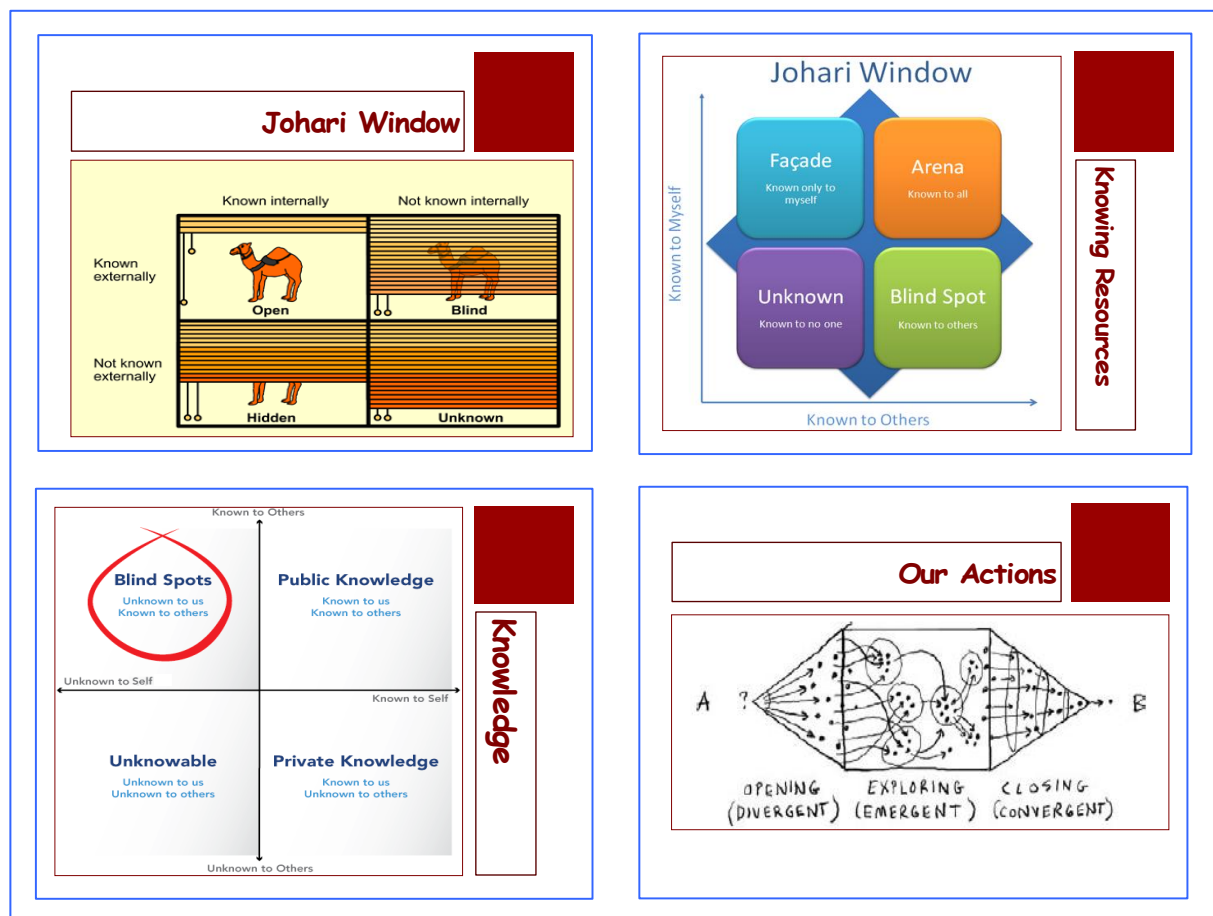 Johari Window
Known internally
Not known internally
Known
externally
Open
Blind
Not known
externally
Hidden
Unknown
Johari Window
Known to Myself
Façade
Known only to
myself
Arena
Known to all
Unknown
Known to no one
Blind Spot
Known to others
Known to Others
Knowing Resources
Known to Others
Blind Spots
Unknown to us
Known to others
Public Knowledge
Known to us
Known to others
Unknown to Self
Known to Self
Unknowable
Unknown to us
Unknown to others
Private Knowledge
Known to us
Unknown to others
Unknown to Others
Knowledge
Our Actions
A ? B
OPENING
(DIVERGENT)
EXPLORING
(EMERGENT)
CLOSING
(CONVERGENT)